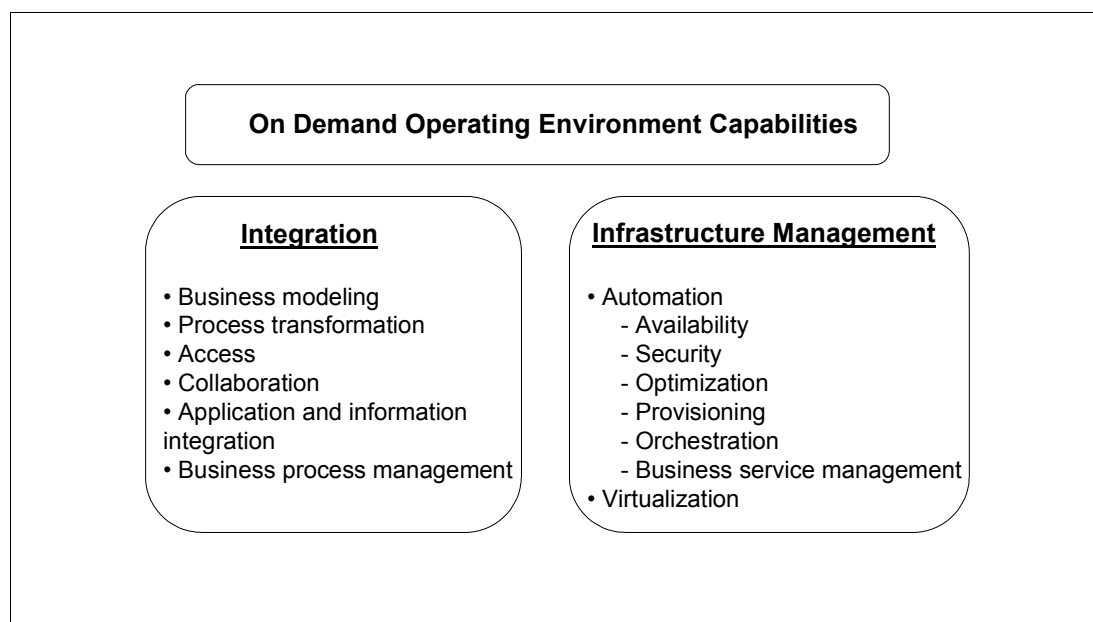 On Demand Operating Environment Capabilities
Integration
• Business modeling
• Process transformation
• Access
• Collaboration
• Application and information
integration
• Business process management
Infrastructure Management
• Automation
- Availability
- Security
- Optimization
- Provisioning
- Orchestration
- Business service management
• Virtualization